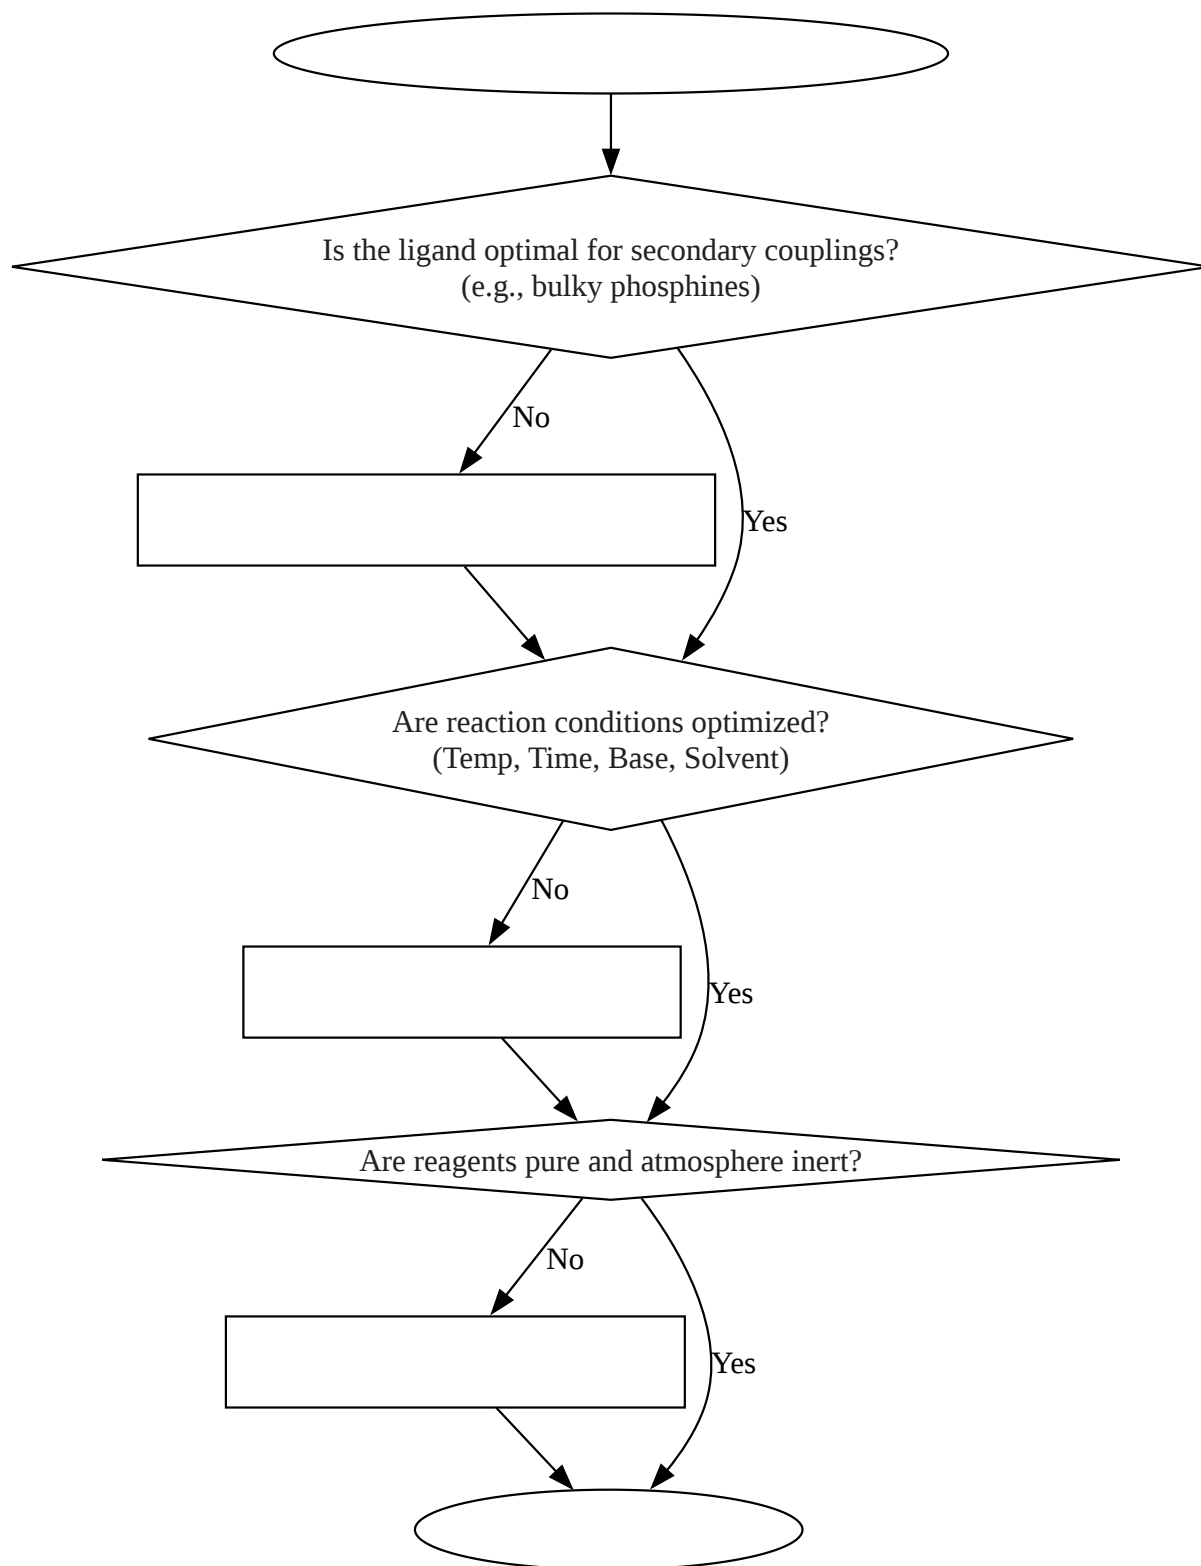 Is the ligand optimal for secondary couplings?
(e.g., bulky phosphines)
No
Yes
Are reaction conditions optimized?
(Temp, Time, Base, Solvent)
No
Yes
Are reagents pure and atmosphere inert?
No
Yes